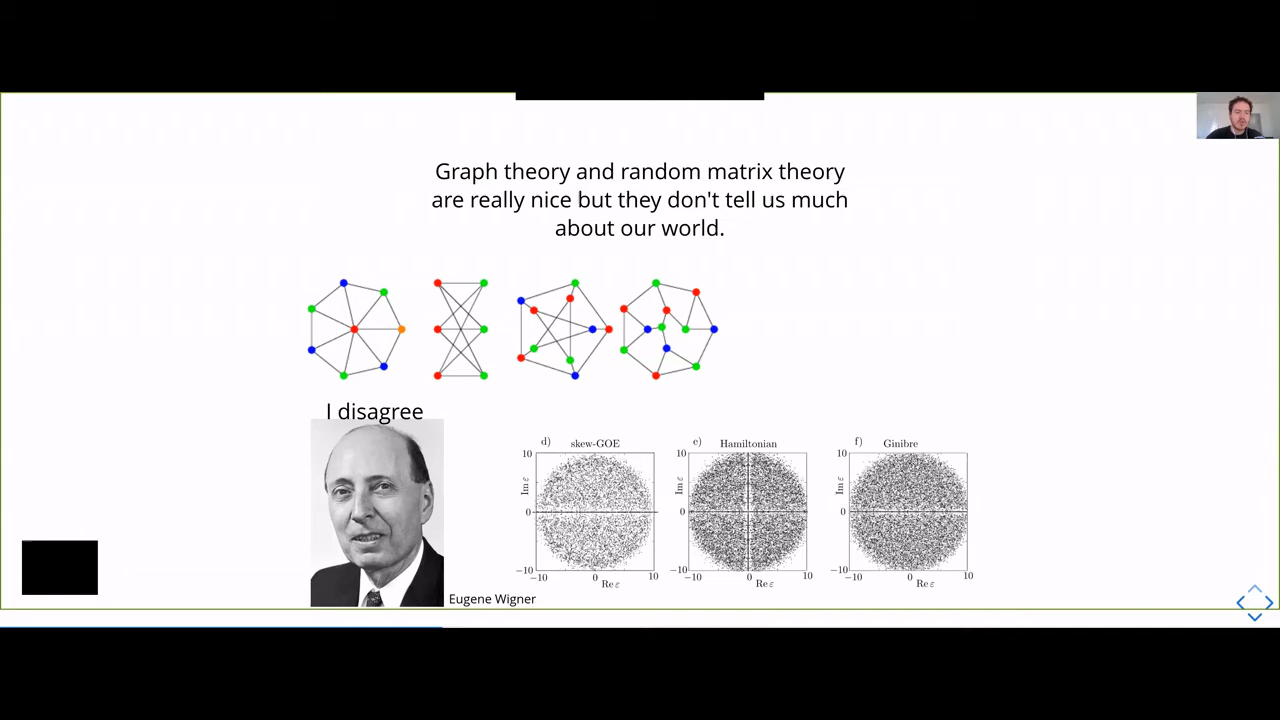 Graph theory and random matrix theory
are really nice but they don't tell us much
about our world.
I disagree
d) skew-GOE
e) Hamiltonian
f) Ginibre
10
Im ε
0
−10
−10 0 10
Re ε
10
Im ε
0
−10
−10 0 10
Re ε
10
Im ε
0
−10
−10 0 10
Re ε
Eugene Wigner